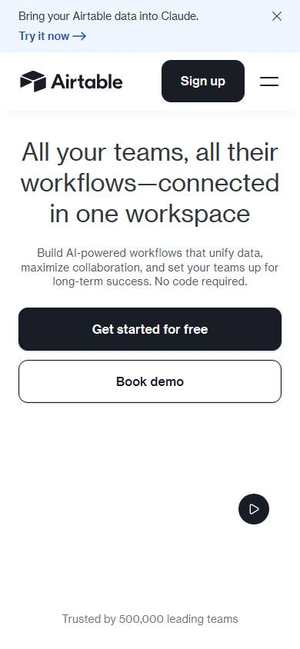 Bring your Airtable data into Claude.
Try it now
Airtable
Sign up
All your teams, all their
workflows—connected
in one workspace
Build AI-powered workflows that unify data,
maximize collaboration, and set your teams up for
long-term success. No code required.
Get started for free
Book demo
Trusted by 500,000 leading teams